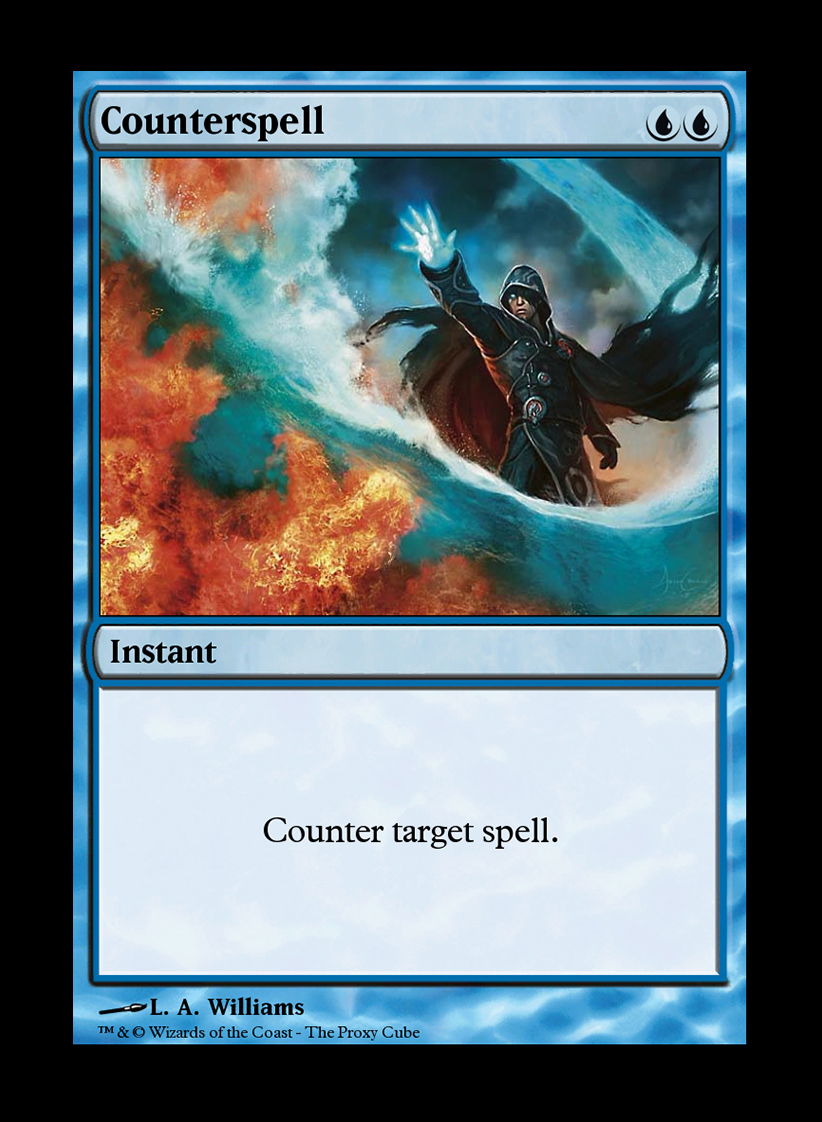 Counterspell
Instant
Counter target spell.
L. A. Williams
™ & © Wizards of the Coast - The Proxy Cube